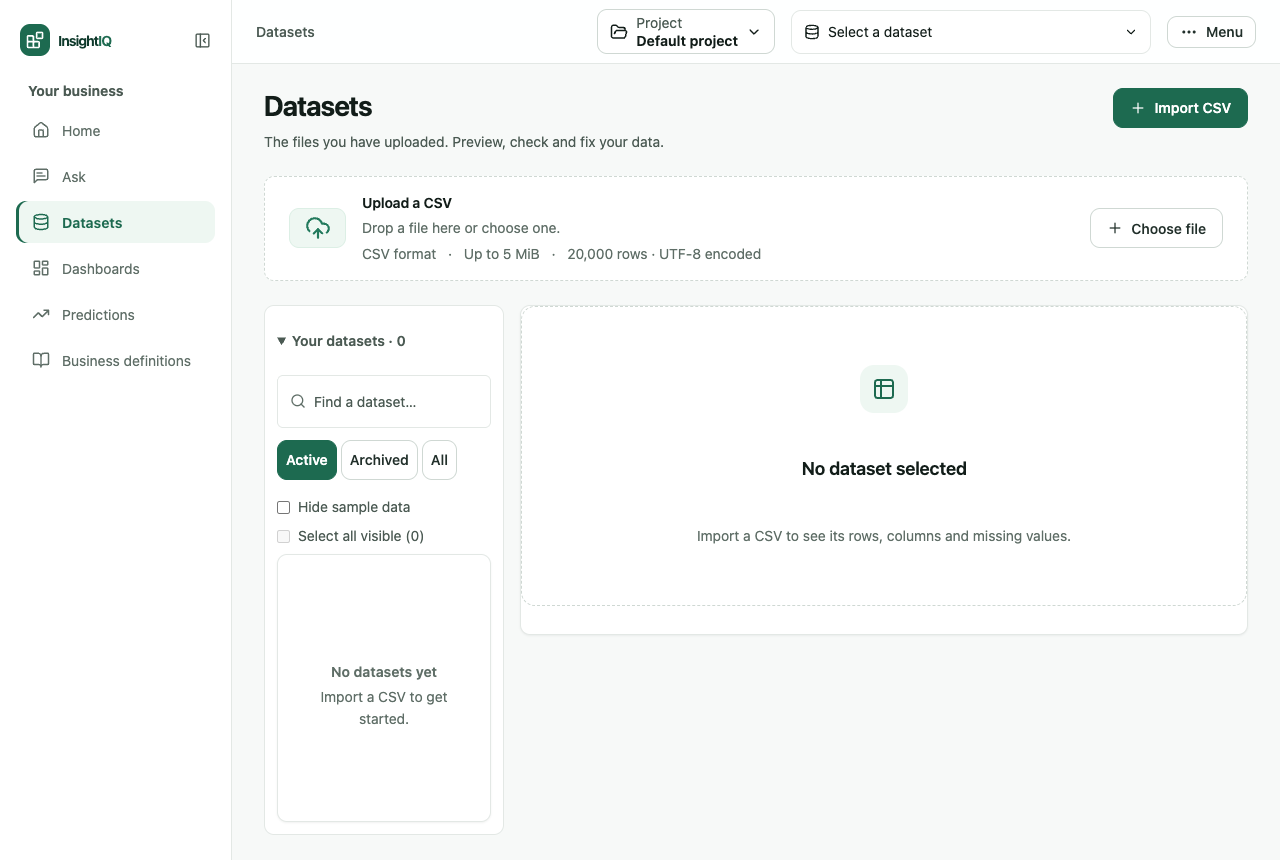 InsightIQ
Your business
Home
Ask
Datasets
Dashboards
Predictions
Business definitions
Datasets
Project
Default project
Select a dataset
Menu
Datasets
Import CSV
The files you have uploaded. Preview, check and fix your data.
Upload a CSV
Drop a file here or choose one.
CSV format · Up to 5 MiB · 20,000 rows · UTF-8 encoded
Choose file
Your datasets · 0
Find a dataset...
Active Archived All
Hide sample data
Select all visible (0)
No datasets yet
Import a CSV to get
started.
No dataset selected
Import a CSV to see its rows, columns and missing values.